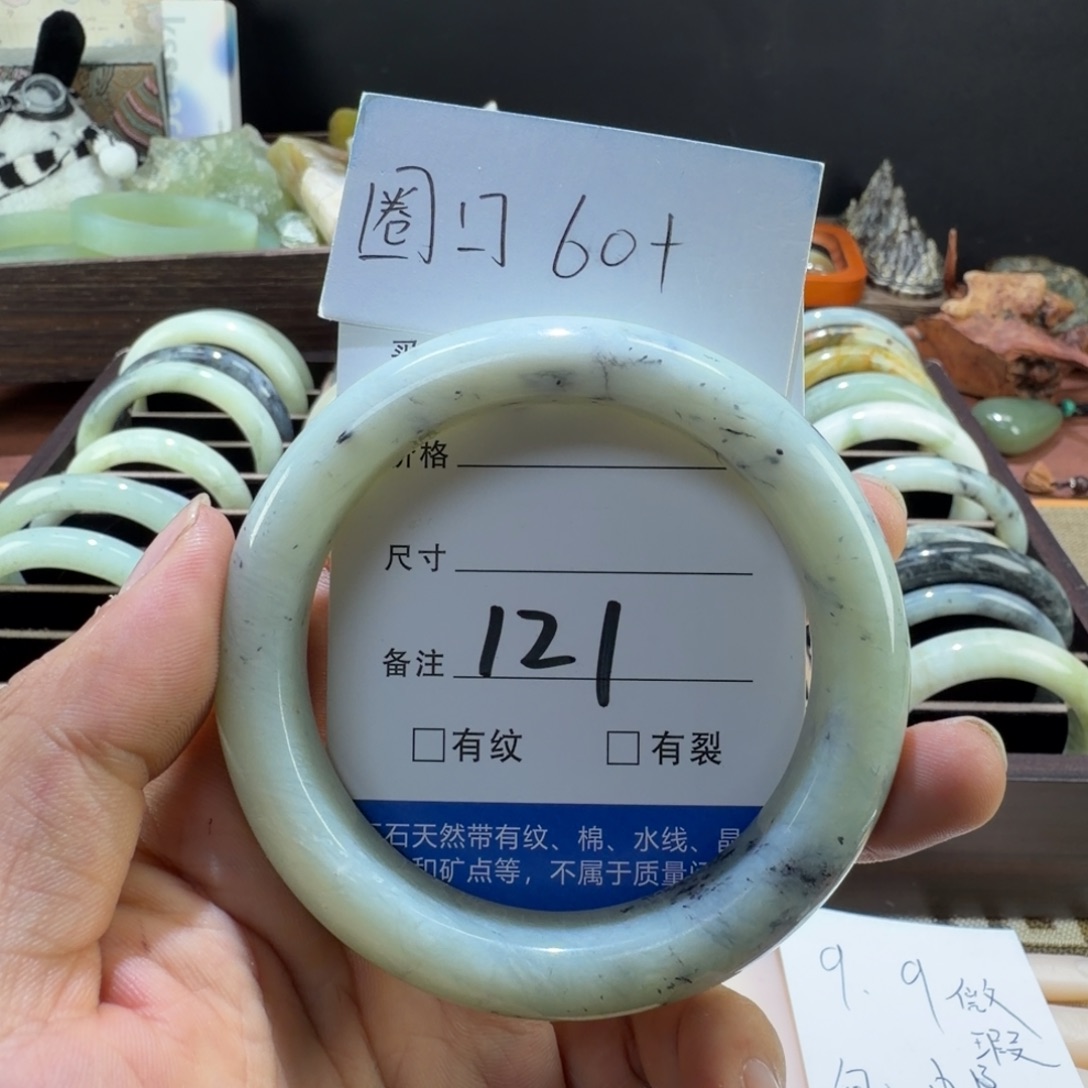 圈口 60+
价格
尺寸
备注 121
□有纹 □有裂
石天然带有纹、棉、水线、晶
和矿点等，不属于质量
9.9微
瑕